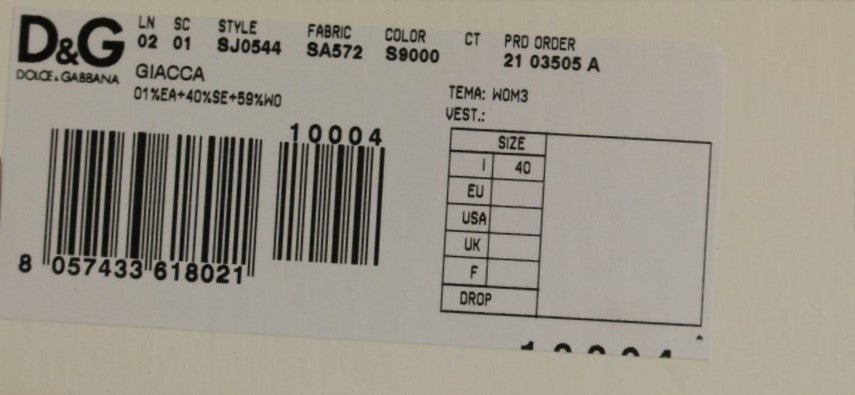 D&G
DOLCE & GABBANA
LN SC STYLE FABRIC COLOR CT PRO ORDER
02 01 SJ0544 SA572 S9000 21 03505 A
GIACCA
01%EA+40%SE+59%WO
TEMA: WOM3
VEST.:
10004
8 057433 618021
SIZE
I 40
EU
USA
UK
F
DROP